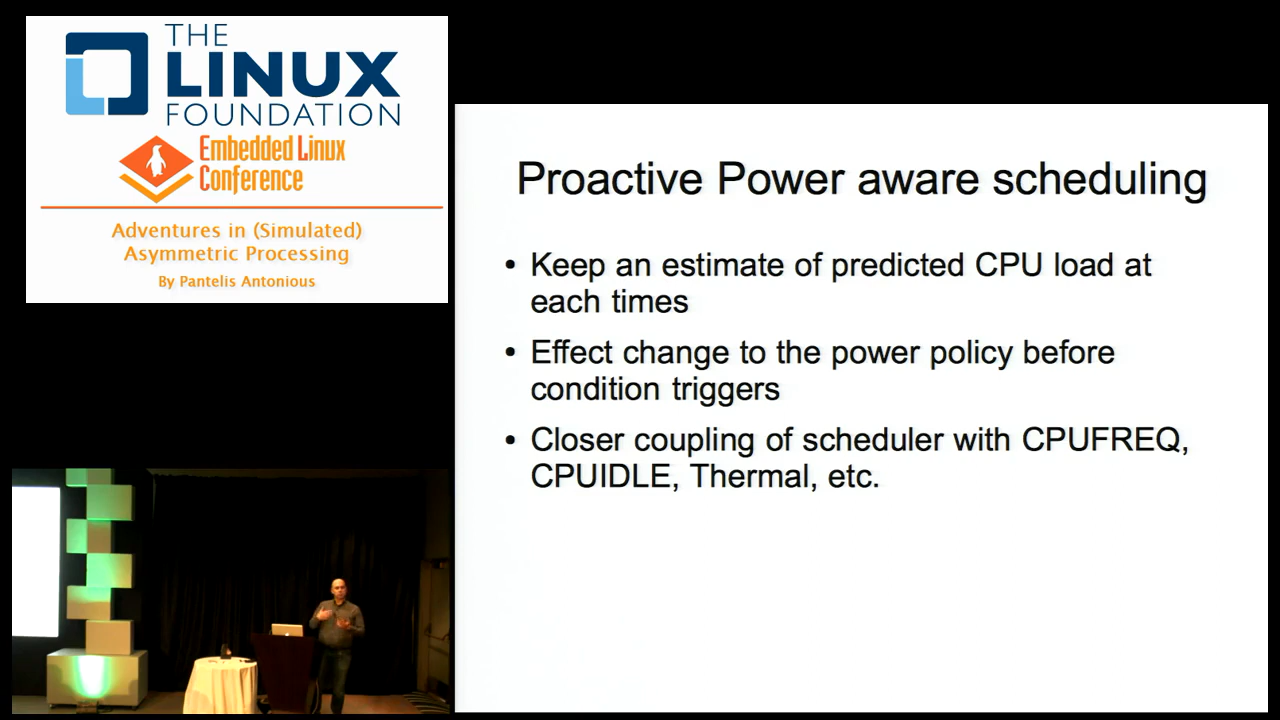 THE
LINUX
FOUNDATION
Embedded Linux
Conference
Adventures in (Simulated)
Asymmetric Processing
By Pantelis Antonious
Proactive Power aware scheduling
• Keep an estimate of predicted CPU load at
each times
• Effect change to the power policy before
condition triggers
• Closer coupling of scheduler with CPUFREQ,
CPUIDLE, Thermal, etc.